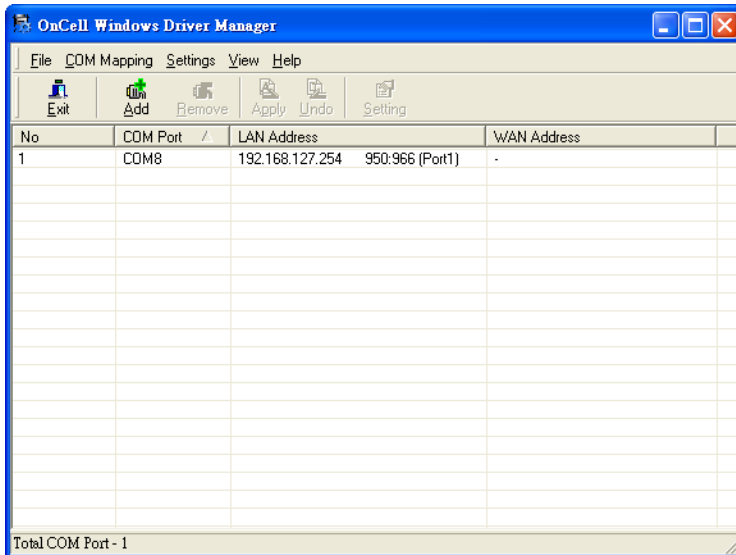 OnCell Windows Driver Manager
File COM Mapping Settings View Help
Exit Add Remove Apply Undo Setting
No COM Port LAN Address WAN Address
1 COM8 192.168.127.254 950:966 (Port1) -
Total COM Port - 1